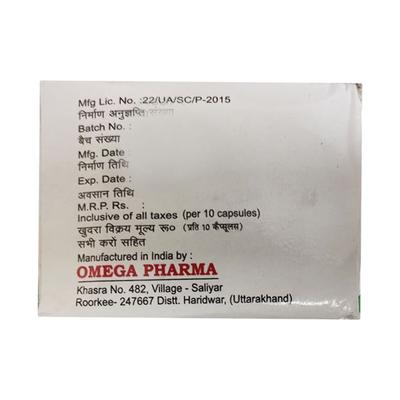 Mfg Lic. No. :22/UA/SC/P-2015
निर्माण अनुज्ञप्ति संख्या
Batch No. :
बैच संख्या
Mfg. Date :
निर्माण तिथि
Exp. Date :
अवसान तिथि
M.R.P. Rs. :
Inclusive of all taxes (per 10 capsules)
खुदरा विक्रय मूल्य रू० (प्रति 10 कैप्सूलस)
सभी करों सहित
Manufactured in India by :
OMEGA PHARMA
Khasra No. 482, Village - Saliyar
Roorkee- 247667 Distt. Haridwar, (Uttarakhand)